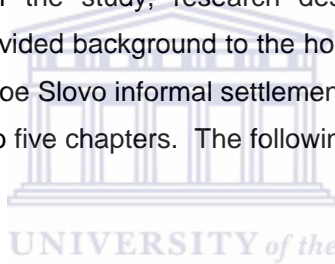 the study, research des
vided background to the ho
oe Slovo informal settlemen
five chapters. The followin
UNIVERSITY of the